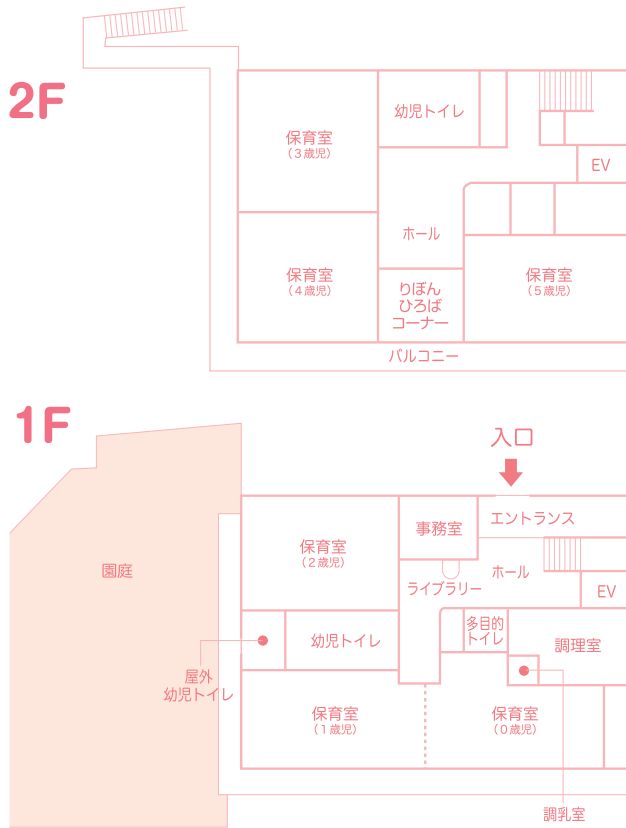 2F
幼児トイレ
保育室
（3歳児）
EV
ホール
保育室
（4歳児）
りぼん
ひろば
コーナー
保育室
（5歳児）
バルコニー
1F
入口
エントランス
事務室
保育室
（2歳児）
園庭
ホール
ライブラリー
EV
多目的
トイレ
幼児トイレ
調理室
屋外
幼児トイレ
保育室
（1歳児）
保育室
（0歳児）
調乳室